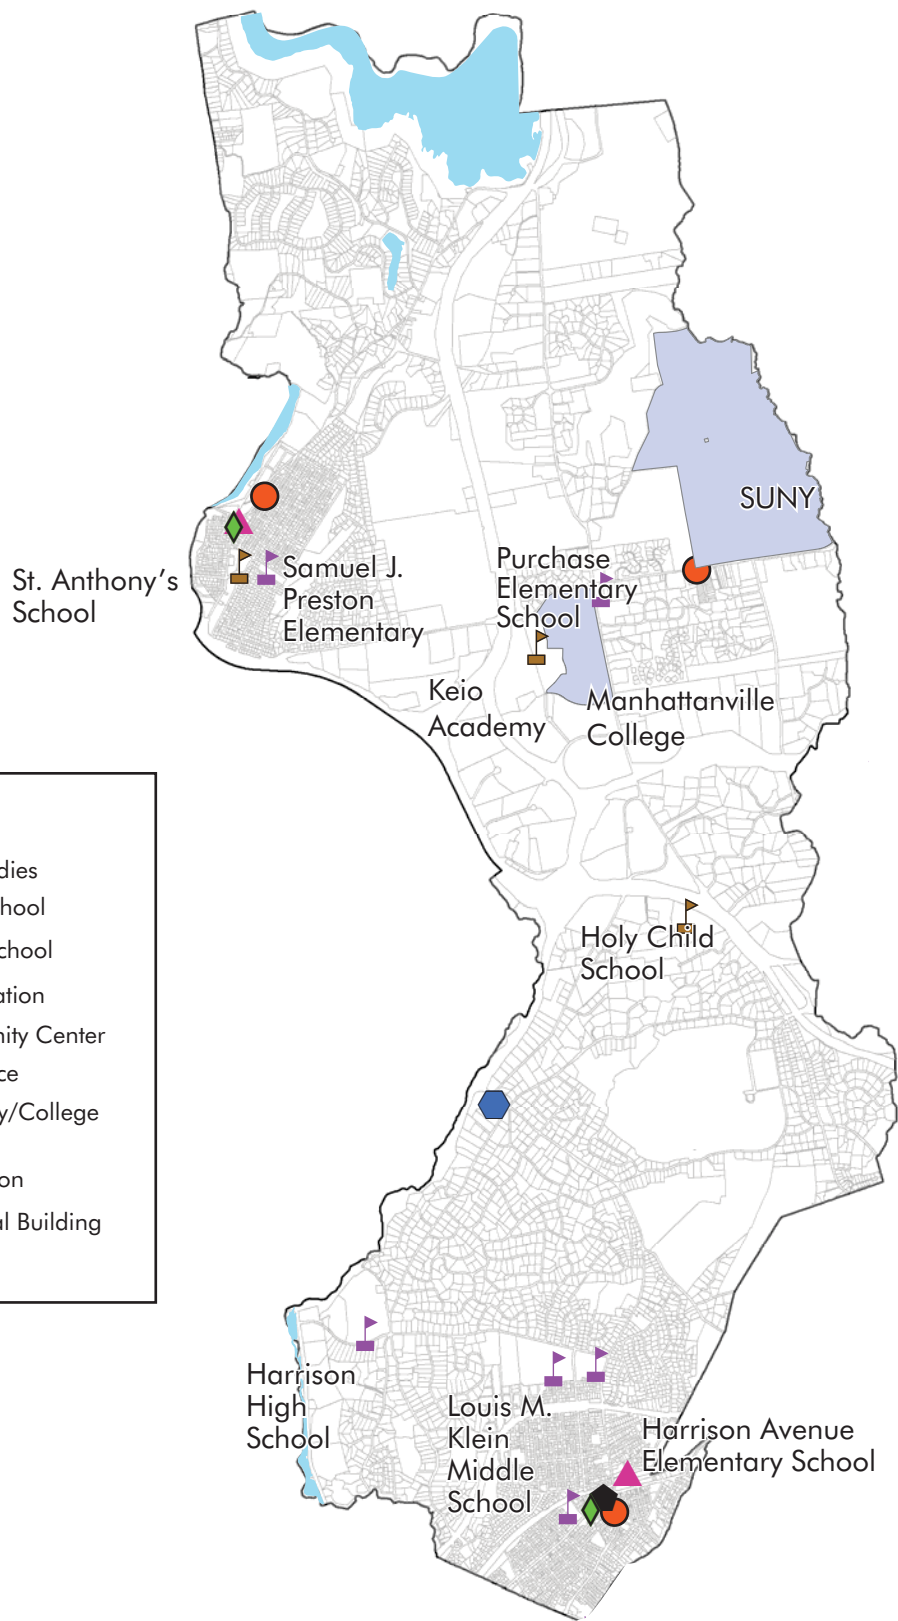 SUNY
St. Anthony's
School
Samuel J.
Preston
Elementary
Purchase
Elementary
School
Keio
Academy
Manhattanville
College
dies
hool
chool
ation
nity Center
ce
y/College
on
al Building
Holy Child
School
Harrison
High
School
Louis M.
Klein
Middle
School
Harrison Avenue
Elementary School